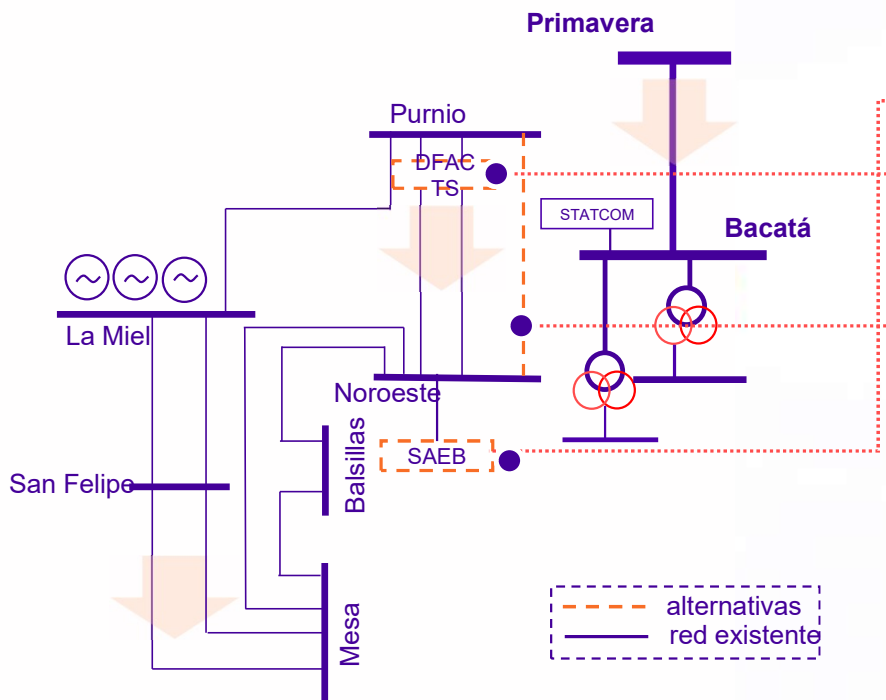 Primavera
Purnio
DFAC
TS
STATCOM
Bacatá
La Miel
Noroeste
Balsillas
SAEB
San Felipe
Mesa
alternativas
red existente